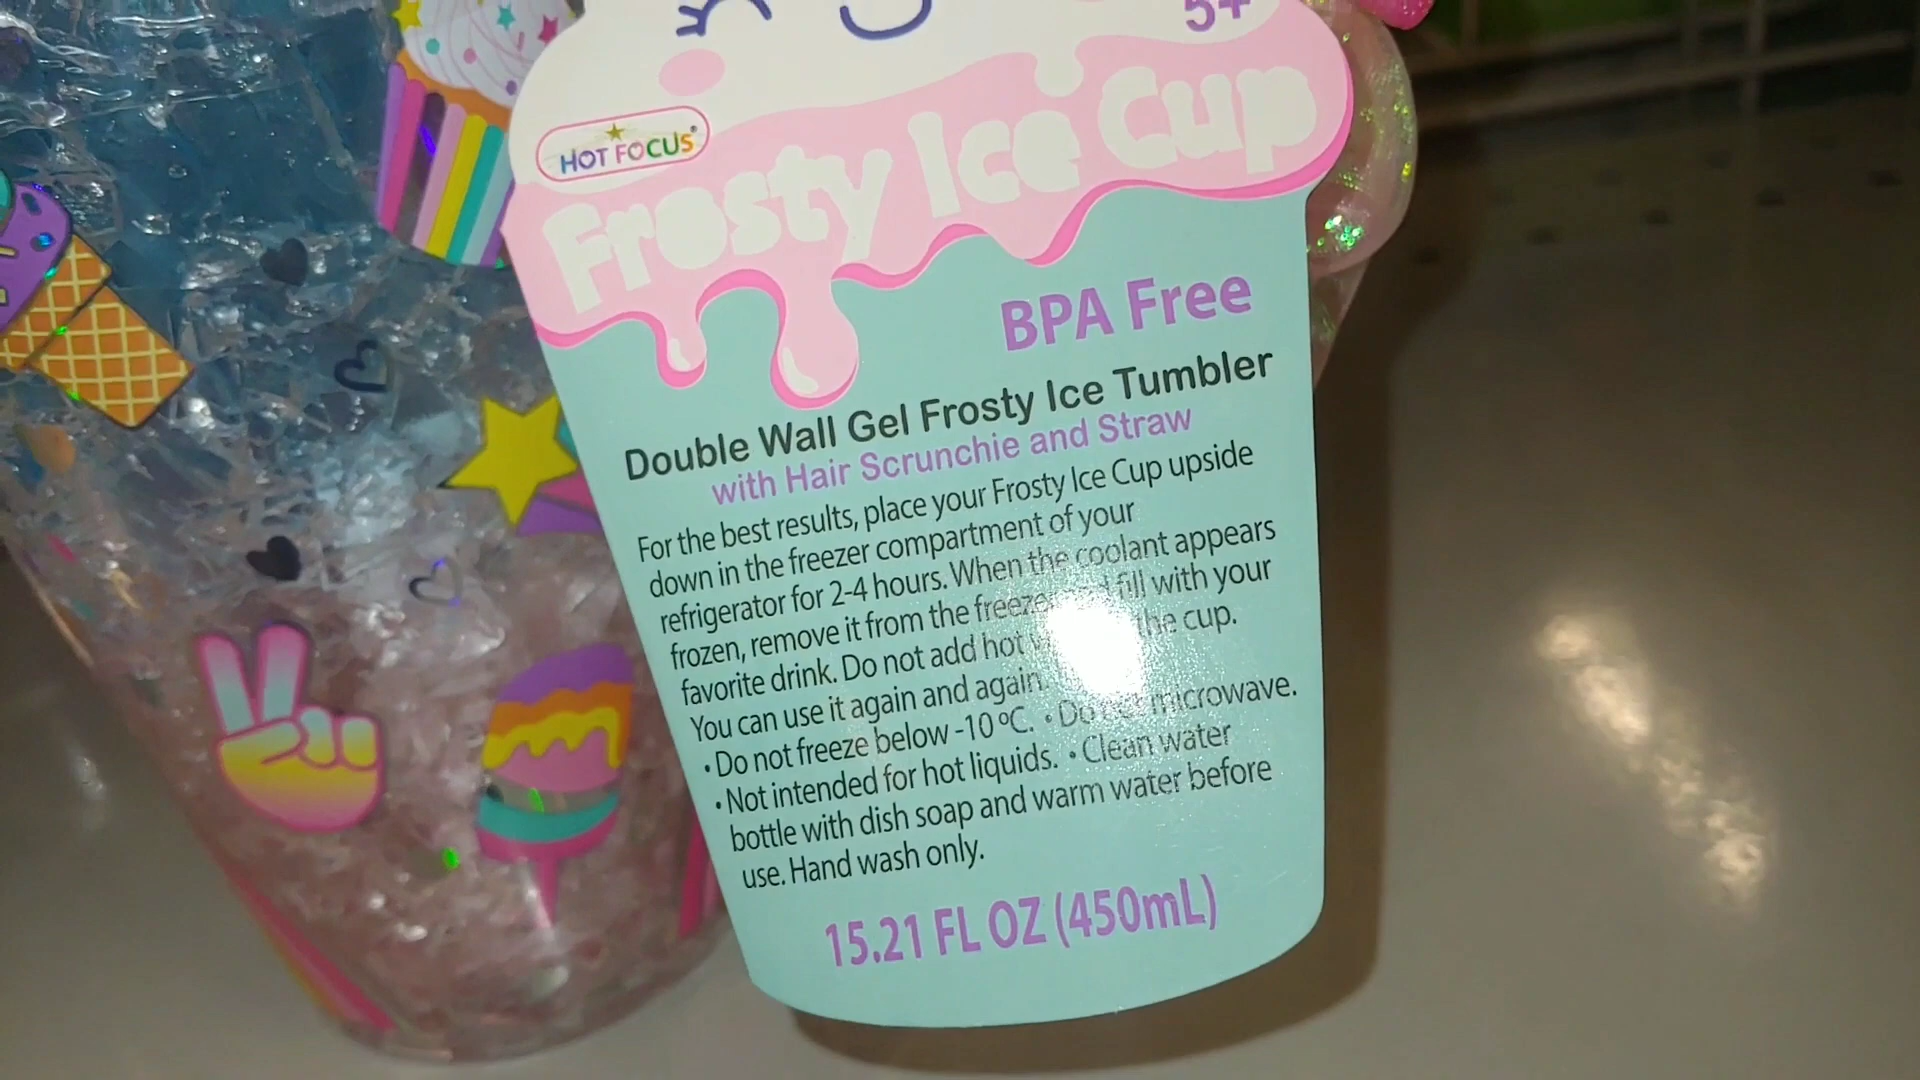 5+
HOT FOCUS®
Frosty Ice Cup
BPA Free
Double Wall Gel Frosty Ice Tumbler
with Hair Scrunchie and Straw
For the best results, place your Frosty Ice Cup upside
down in the freezer compartment of your
refrigerator for 2-4 hours. When the coolant appears
frozen, remove it from the freezer fill with your
favorite drink. Do not add hot the cup.
You can use it again and again.
• Do not freeze below -10 ºC. • Do not microwave.
• Not intended for hot liquids. • Clean water
bottle with dish soap and warm water before
use. Hand wash only.
15.21 FL OZ (450mL)